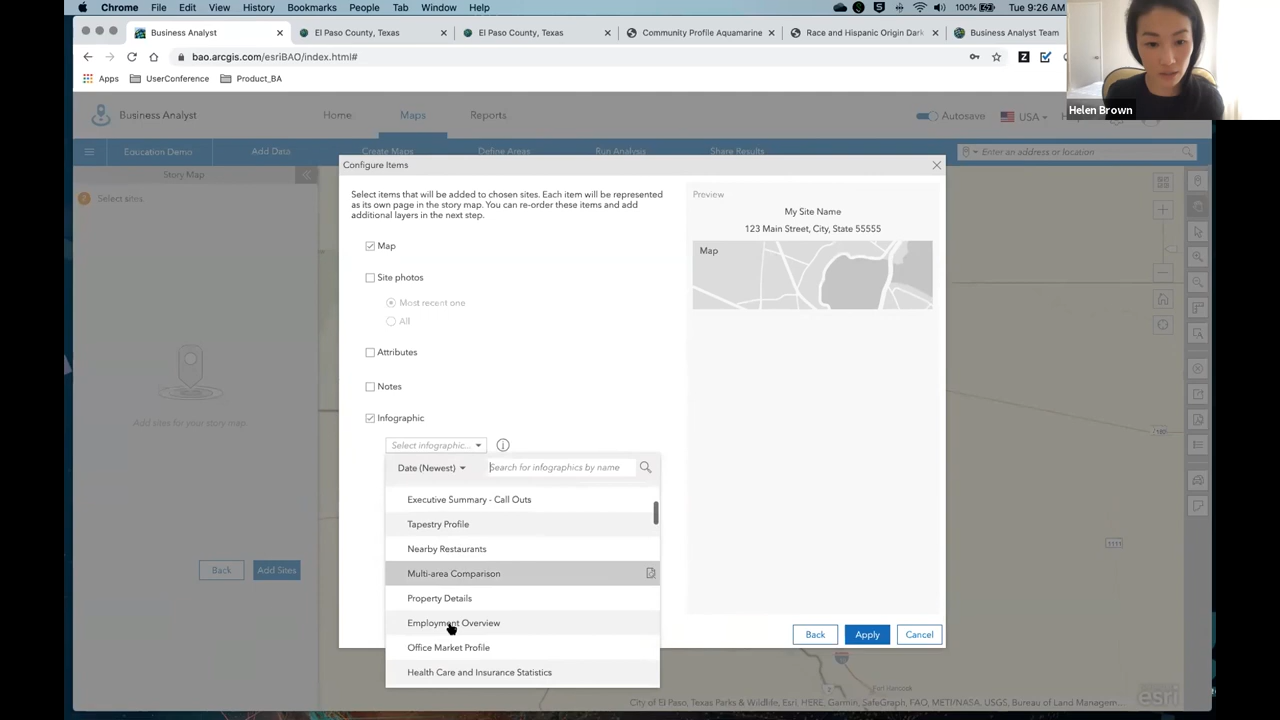 Chrome File Edit View History Bookmarks People Tab Window Help
100% Tue 9:26 AM
Business Analyst
El Paso County, Texas
El Paso County, Texas
Community Profile Aquamarine
Race and Hispanic Origin Dark
Business Analyst Team
bao.arcgis.com/esriBAO/index.html#
Apps UserConference Product_BA
Helen Brown
Business Analyst Home Maps Reports Autosave USA
Education Demo Add Data Create Maps Define Areas Run Analysis Share Results Enter an address or location
Story Map
Select sites
Add sites for your story map.
Back Add Sites
Configure Items
Select items that will be added to chosen sites. Each item will be represented
as its own page in the story map. You can re-order these items and add
additional layers in the next step.
Map
Site photos
Most recent one
All
Attributes
Notes
Infographic
Select infographic...
Date (Newest) Search for infographics by name
Executive Summary - Call Outs
Tapestry Profile
Nearby Restaurants
Multi-area Comparison
Property Details
Employment Overview
Office Market Profile
Health Care and Insurance Statistics
Preview
My Site Name
123 Main Street, City, State 55555
Map
Back Apply Cancel
1111
Fort Hancock
esri
City of El Paso, Texas Parks & Wildlife, Esri, HERE, Garmin, SafeGraph, FAO, METI/NASA, USGS, Bureau of Land Managem...